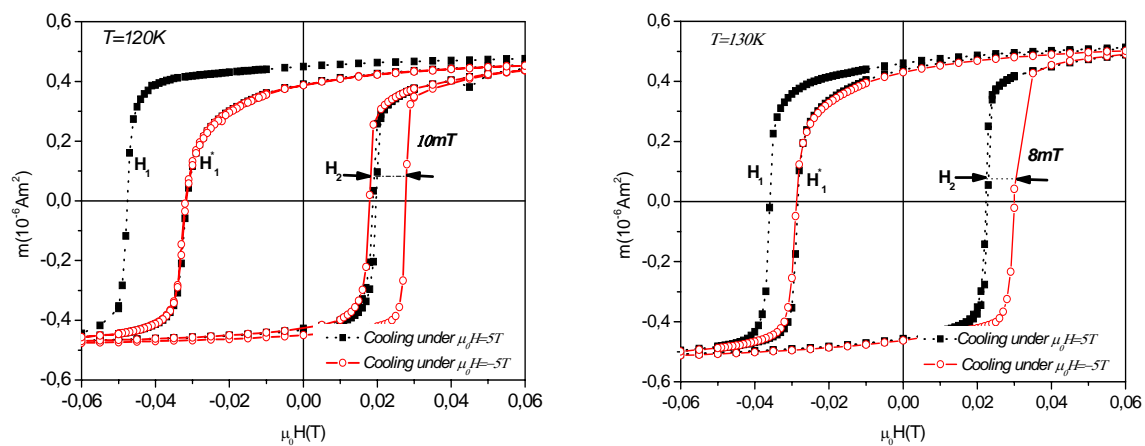 0,6
T=120K
0,4
0,2
H1
H*1
H2
10mT
0,0
m(10⁻⁶Am²)
-0,2
-0,4
Cooling under μ0H=5T
Cooling under μ0H=-5T
-0,6
-0,06 -0,04 -0,02 0,00 0,02 0,04 0,06
μ0H(T)
0,6
T=130K
0,4
0,2
H1
H*1
H2
8mT
0,0
m(10⁻⁶Am²)
-0,2
-0,4
Cooling under μ0H=5T
Cooling under μ0H=-5T
-0,6
-0,06 -0,04 -0,02 0,00 0,02 0,04 0,06
μ0H(T)